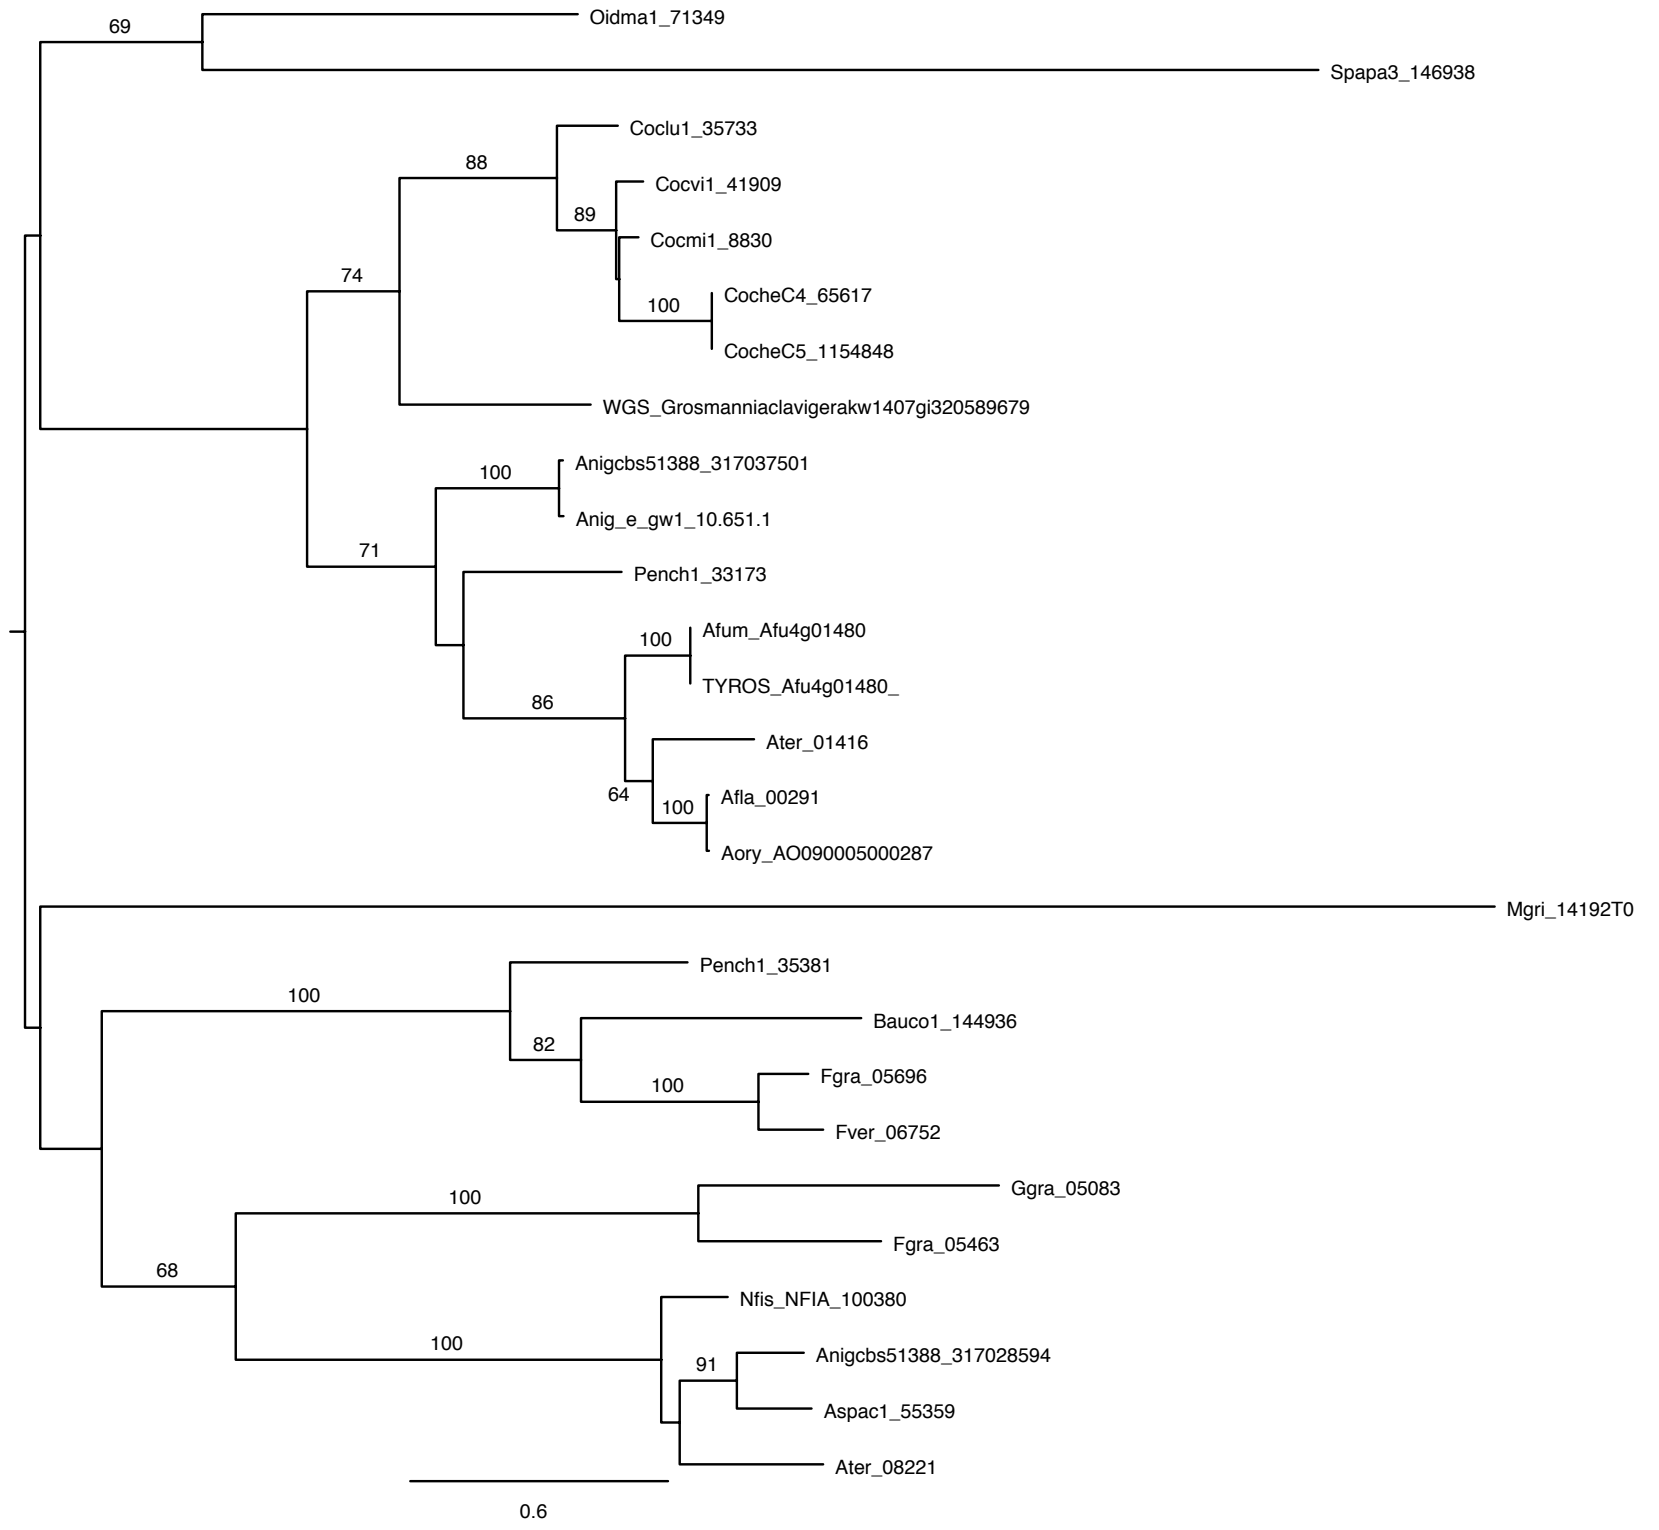 69
Oidma1_71349
Spapa3_146938
Coclu1_35733
88
Cocvi1_41909
89
Cocmi1_8830
74
CocheC4_65617
100
CocheC5_1154848
WGS_Grosmanniaclavigerakw1407gi320589679
Anigcbs51388_317037501
100
Anig_e_gw1_10.651.1
71
Pench1_33173
Afum_Afu4g01480
100
TYROS_Afu4g01480_
86
Ater_01416
64
Afla_00291
100
Aory_AO090005000287
Mgri_14192T0
Pench1_35381
100
Bauco1_144936
82
Fgra_05696
100
Fver_06752
Ggra_05083
100
Fgra_05463
68
Nfis_NFIA_100380
100
Anigcbs51388_317028594
91
Aspac1_55359
Ater_08221
0.6